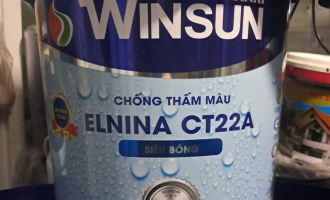 WINSUN
CHỐNG THẤM MÀU
ELNINA CT22A
SIÊU BÓNG